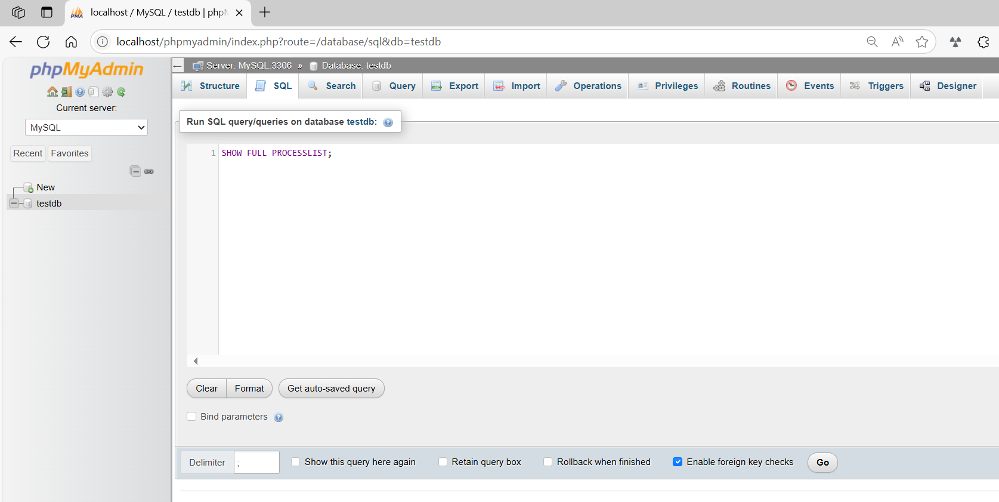 localhost / MySQL / testdb | phpM
localhost/phpmyadmin/index.php?route=/database/sql&db=testdb
phpMyAdmin
Current server:
MySQL
Recent Favorites
New
testdb
Server: MySQL:3306 » Database: testdb
Structure SQL Search Query Export Import Operations Privileges Routines Events Triggers Designer
Run SQL query/queries on database testdb:
1 SHOW FULL PROCESSLIST;
Clear Format Get auto-saved query
Bind parameters
Delimiter ; Show this query here again Retain query box Rollback when finished Enable foreign key checks Go